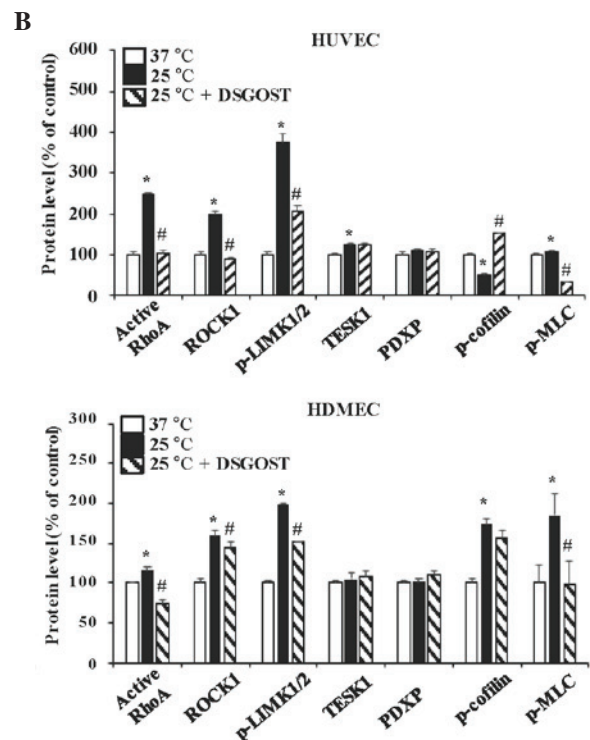 B
HUVEC
37 °C
25 °C
25 °C + DSGOST
Protein level (% of control)
600
500
400
300
200
100
0
*
#
*
#
*
#
*
*
#
*
#
Active RhoA
ROCK1
p-LIMK1/2
TESK1
PDXP
p-cofilin
p-MLC
HDMEC
37 °C
25 °C
25 °C + DSGOST
Protein level (% of control)
300
250
200
150
100
50
0
*
#
*
#
*
#
*
*
#
Active RhoA
ROCK1
p-LIMK1/2
TESK1
PDXP
p-cofilin
p-MLC